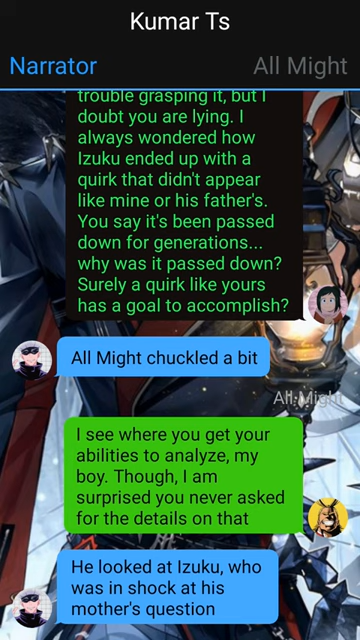 Kumar Ts
Narrator
All Might
trouble grasping it, but I
doubt you are lying. I
always wondered how
Izuku ended up with a
quirk that didn't appear
like mine or his father's.
You say it's been passed
down for generations...
why was it passed down?
Surely a quirk like yours
has a goal to accomplish?
All Might chuckled a bit
All Might
I see where you get your
abilities to analyze, my
boy. Though, I am
surprised you never asked
for the details on that
He looked at Izuku, who
was in shock at his
mother's question